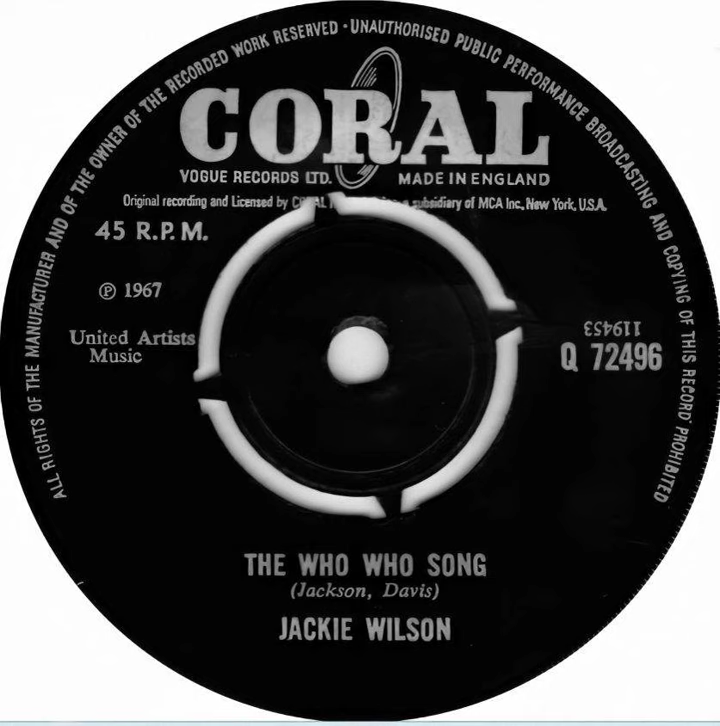 ALL RIGHTS OF THE MANUFACTURER AND OF THE OWNER OF THE RECORDED WORK RESERVED · UNAUTHORISED PUBLIC PERFORMANCE BROADCASTING AND COPYING OF THIS RECORD PROHIBITED
CORAL
VOGUE RECORDS LTD. MADE IN ENGLAND
Original recording and Licensed by subsidiary of MCA Inc., New York, U.S.A.
45 R.P.M.
℗ 1967
United Artists
Music
119453
Q 72496
THE WHO WHO SONG
(Jackson, Davis)
JACKIE WILSON